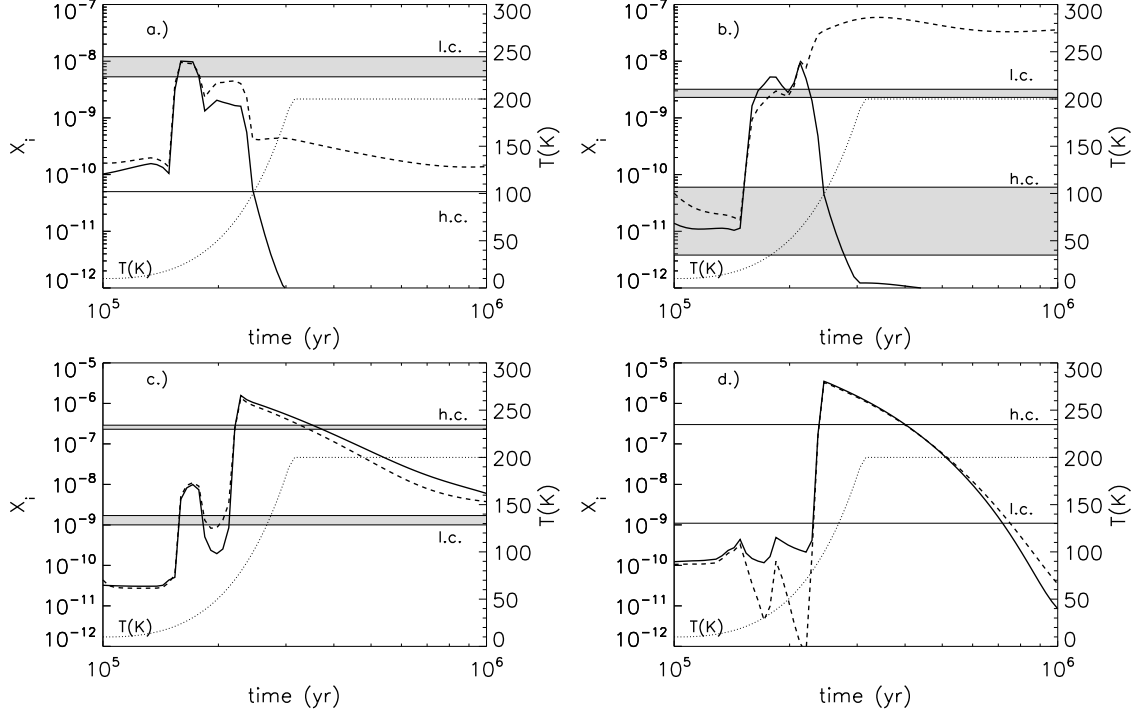 a.)
l.c.
h.c.
T(K)
10⁻⁷
10⁻⁸
10⁻⁹
10⁻¹⁰
10⁻¹¹
10⁻¹²
X_i
300
250
200
150
100
50
0
T(K)
10⁵
10⁶
time (yr)
b.)
l.c.
h.c.
T(K)
10⁻⁷
10⁻⁸
10⁻⁹
10⁻¹⁰
10⁻¹¹
10⁻¹²
X_i
300
250
200
150
100
50
0
T(K)
10⁵
10⁶
time (yr)
c.)
h.c.
l.c.
T(K)
10⁻⁵
10⁻⁶
10⁻⁷
10⁻⁸
10⁻⁹
10⁻¹⁰
10⁻¹¹
10⁻¹²
X_i
300
250
200
150
100
50
0
T(K)
10⁵
10⁶
time (yr)
d.)
h.c.
l.c.
T(K)
10⁻⁵
10⁻⁶
10⁻⁷
10⁻⁸
10⁻⁹
10⁻¹⁰
10⁻¹¹
10⁻¹²
X_i
300
250
200
150
100
50
0
T(K)
10⁵
10⁶
time (yr)